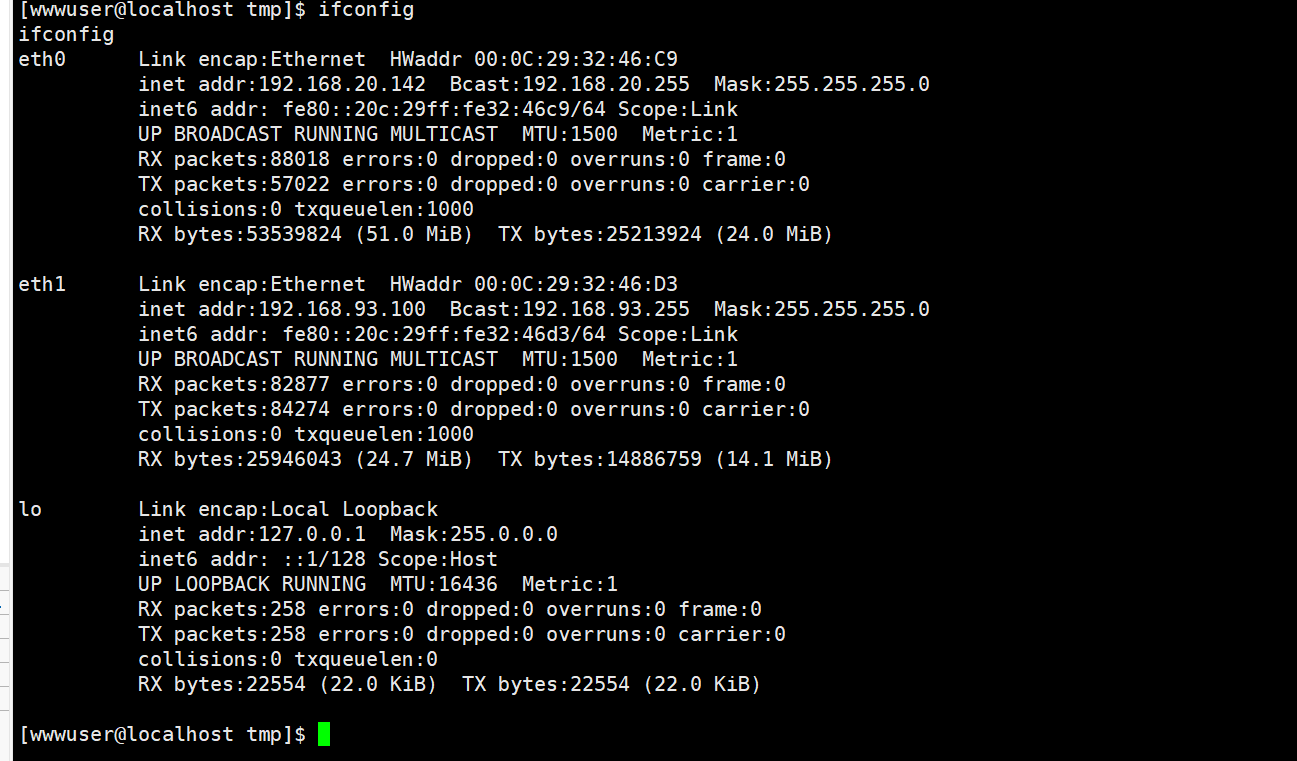 [wwwuser@localhost tmp]$ ifconfig
ifconfig
eth0      Link encap:Ethernet  HWaddr 00:0C:29:32:46:C9
          inet addr:192.168.20.142  Bcast:192.168.20.255  Mask:255.255.255.0
          inet6 addr: fe80::20c:29ff:fe32:46c9/64 Scope:Link
          UP BROADCAST RUNNING MULTICAST  MTU:1500  Metric:1
          RX packets:88018 errors:0 dropped:0 overruns:0 frame:0
          TX packets:57022 errors:0 dropped:0 overruns:0 carrier:0
          collisions:0 txqueuelen:1000
          RX bytes:53539824 (51.0 MiB)  TX bytes:25213924 (24.0 MiB)

eth1      Link encap:Ethernet  HWaddr 00:0C:29:32:46:D3
          inet addr:192.168.93.100  Bcast:192.168.93.255  Mask:255.255.255.0
          inet6 addr: fe80::20c:29ff:fe32:46d3/64 Scope:Link
          UP BROADCAST RUNNING MULTICAST  MTU:1500  Metric:1
          RX packets:82877 errors:0 dropped:0 overruns:0 frame:0
          TX packets:84274 errors:0 dropped:0 overruns:0 carrier:0
          collisions:0 txqueuelen:1000
          RX bytes:25946043 (24.7 MiB)  TX bytes:14886759 (14.1 MiB)

lo        Link encap:Local Loopback
          inet addr:127.0.0.1  Mask:255.0.0.0
          inet6 addr: ::1/128 Scope:Host
          UP LOOPBACK RUNNING  MTU:16436  Metric:1
          RX packets:258 errors:0 dropped:0 overruns:0 frame:0
          TX packets:258 errors:0 dropped:0 overruns:0 carrier:0
          collisions:0 txqueuelen:0
          RX bytes:22554 (22.0 KiB)  TX bytes:22554 (22.0 KiB)

[wwwuser@localhost tmp]$